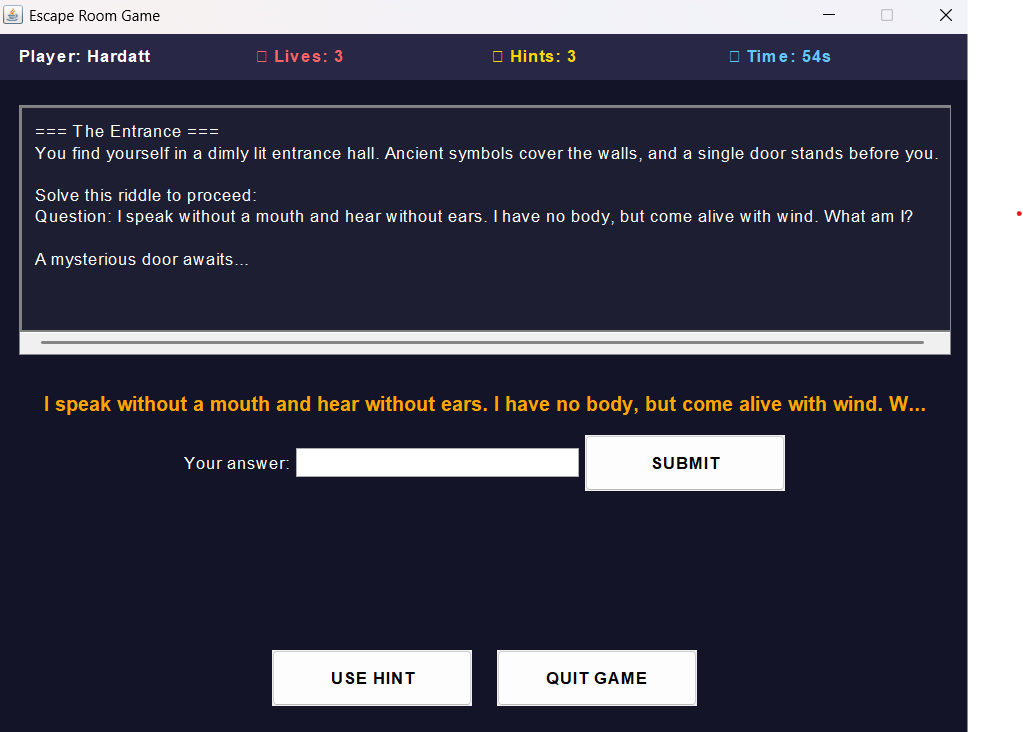 Escape Room Game
Player: Hardatt
Lives: 3
Hints: 3
Time: 54s
=== The Entrance ===
You find yourself in a dimly lit entrance hall. Ancient symbols cover the walls, and a single door stands before you.
Solve this riddle to proceed:
Question: I speak without a mouth and hear without ears. I have no body, but come alive with wind. What am I?
A mysterious door awaits...
I speak without a mouth and hear without ears. I have no body, but come alive with wind. W...
Your answer:
SUBMIT
USE HINT
QUIT GAME